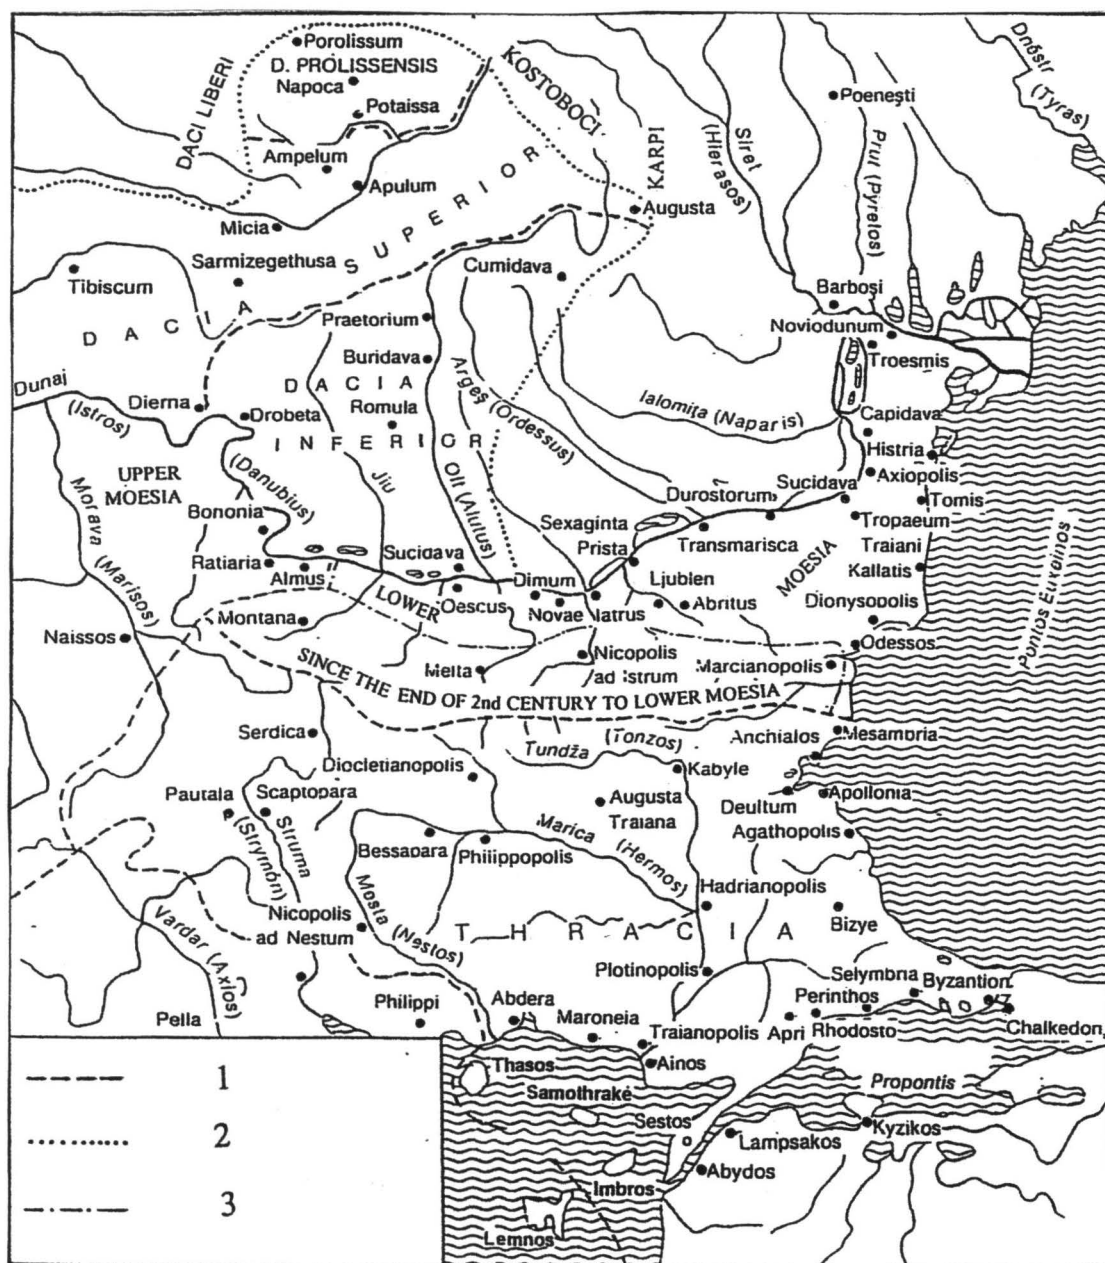 Porolissum
D. PROLISSENSIS
Napoca
Potaissa
DACI LIBERI
KOSTOBOCI
KARPI
Siret
(Hierasos)
Poenești
Prut (Pyretos)
Dnéstr
(Tyras)
Ampelum
Apulum
Micia
Augusta
SUPERIOR
Sarmizegethusa
Tibiscum
DACIA
Cumidava
Barboși
Praetorium
Noviodunum
Troesmis
Buridava
DACIA
Argeș (Ordessus)
Dunaj
(Istros)
Dierna
Drobeta
Romula
Ialomița (Naparis)
Capidava
INFERIOR
Histria
UPPER
MOESIA
(Danubius)
Jiu
Olt (Alutus)
Axiopolis
Morava
(Marisos)
Bononia
Durostorum
Sucidava
Tomis
Sexaginta
Prista
Transmarisca
Tropaeum
Traiani
Ratiaria
Almus
Sucidava
Dimum
Ljublen
MOESIA
Kallatis
LOWER
Oescus
Novae
Iatrus
Abritus
Dionysopolis
Montana
Naissos
Odessos
Pontos Euxeinos
Melta
Nicopolis
ad Istrum
Marcianopolis
SINCE THE END OF 2nd CENTURY TO LOWER MOESIA
Serdica
Tundža (Tonzos)
Anchialos
Mesambria
Diocletianopolis
Kabyle
Pautala
Scaptopara
Augusta
Traiana
Deultum
Apollonia
Struma
(Strymón)
Bessapara
Philippopolis
Marica (Hermos)
Agathopolis
Hadrianopolis
Nicopolis
ad Nestum
Mosta (Nestos)
THRACIA
Bizye
Vardar (Axios)
Plotinopolis
Selymbria
Byzantion
Pella
Philippi
Abdera
Maroneia
Traianopolis
Perinthos
Apri
Rhodosto
Chalkedon
Ainos
Thasos
Samothraké
Propontis
Sestos
Lampsakos
Kyzikos
Abydos
Imbros
Lemnos
1
2
3